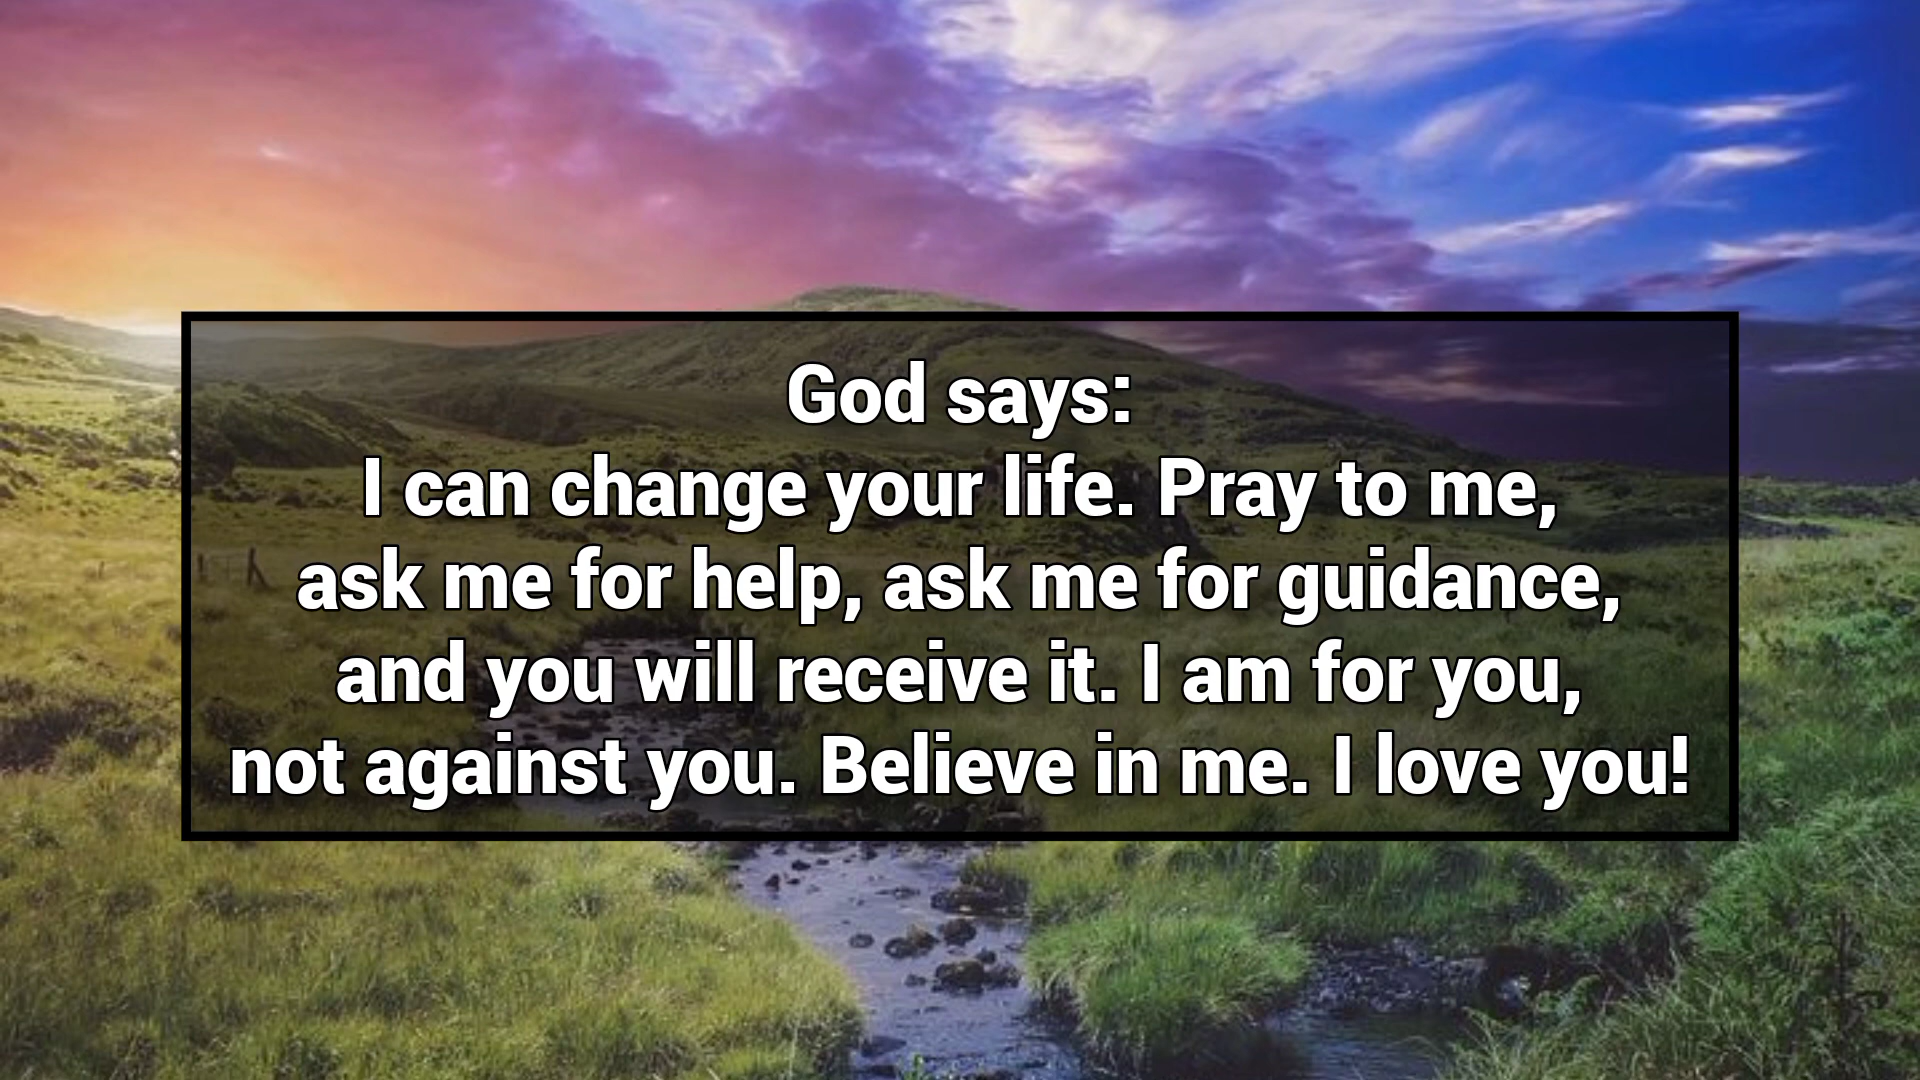 God says:
I can change your life. Pray to me,
ask me for help, ask me for guidance,
and you will receive it. I am for you,
not against you. Believe in me. I love you!